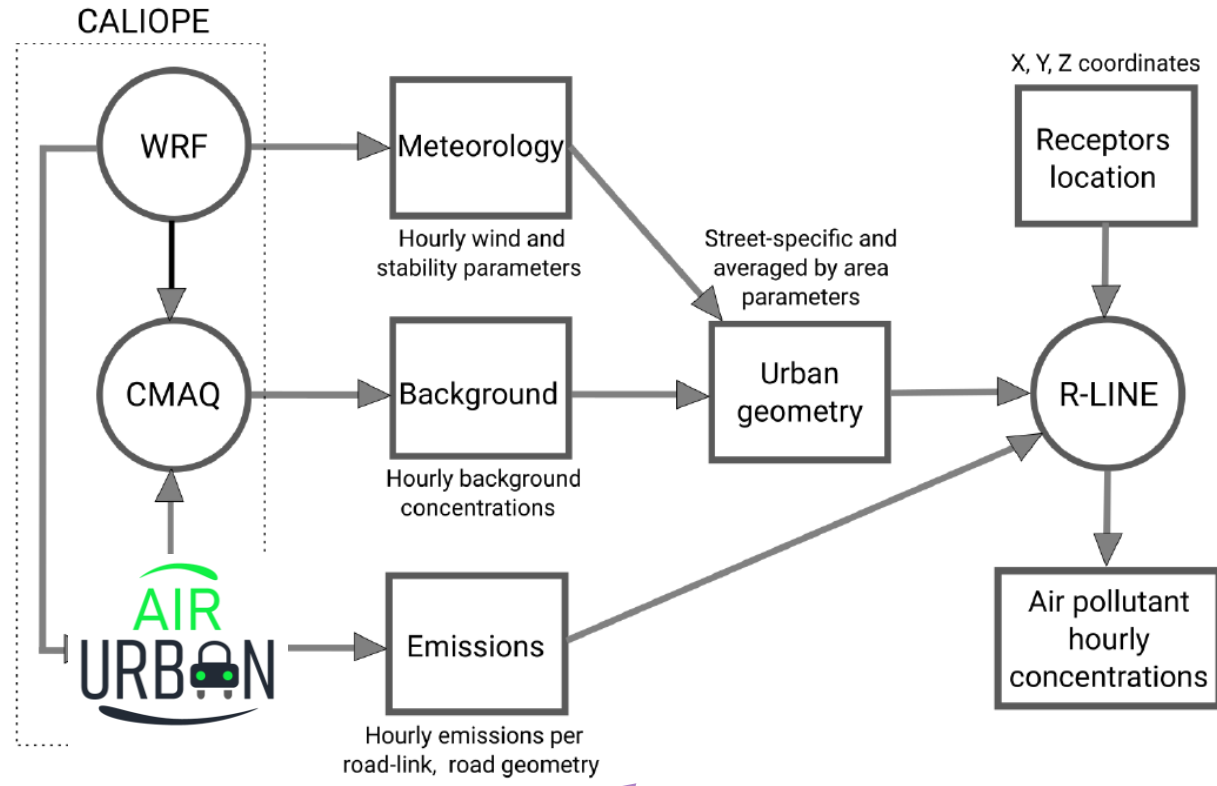 CALIOPE
WRF
CMAQ
AIR
URBAN
Meteorology
Hourly wind and
stability parameters
Background
Hourly background
concentrations
Emissions
Hourly emissions per
road-link, road geometry
Street-specific and
averaged by area
parameters
Urban
geometry
X, Y, Z coordinates
Receptors
location
R-LINE
Air pollutant
hourly
concentrations